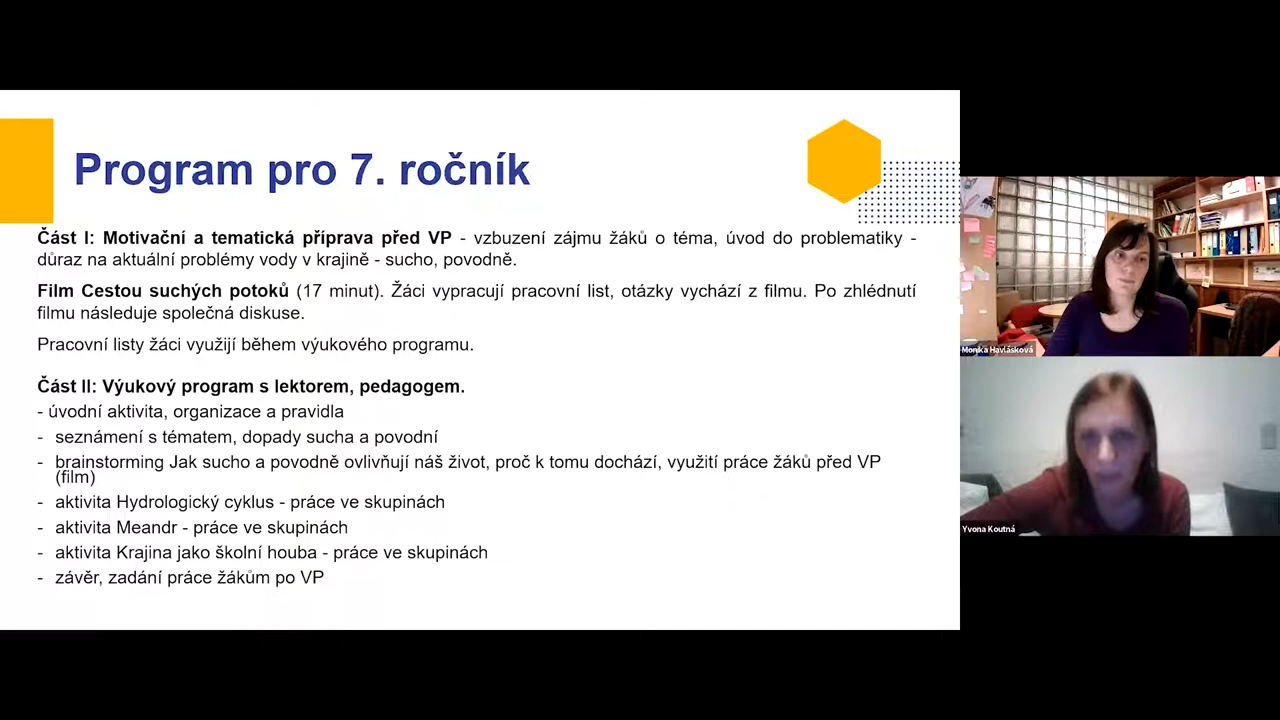 Program pro 7. ročník
Část I: Motivační a tematická příprava před VP - vzbuzení zájmu žáků o téma, úvod do problematiky -
důraz na aktuální problémy vody v krajině - sucho, povodně.
Film Cestou suchých potoků (17 minut). Žáci vypracují pracovní list, otázky vychází z filmu. Po zhlédnutí
filmu následuje společná diskuse.
Pracovní listy žáci využijí během výukového programu.
Část II: Výukový program s lektorem, pedagogem.
- úvodní aktivita, organizace a pravidla
- seznámení s tématem, dopady sucha a povodní
- brainstorming Jak sucho a povodně ovlivňují náš život, proč k tomu dochází, využití práce žáků před VP
(film)
- aktivita Hydrologický cyklus - práce ve skupinách
- aktivita Meandr - práce ve skupinách
- aktivita Krajina jako školní houba - práce ve skupinách
- závěr, zadání práce žákům po VP
Monika Havlásková
Yvona Koutná